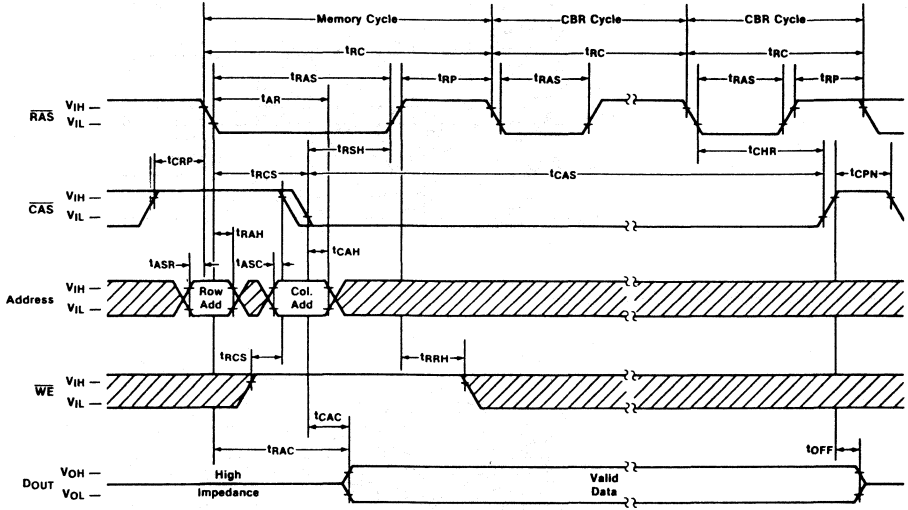 Memory Cycle CBR Cycle CBR Cycle
tRC tRC tRC
tRAS tRP tRAS tRAS tRP
tAR
RAS VIH
VIL
tRSH tCHR
tCRP tRCS tCAS tCPN
CAS VIH
VIL
tRAH
tCAH
tASR tASC
Address VIH
VIL
Row Add
Col. Add
tRCS tRRH
WE VIH
VIL
tCAC
tRAC tOFF
DOUT VOH
VOL
High Impedance
Valid Data